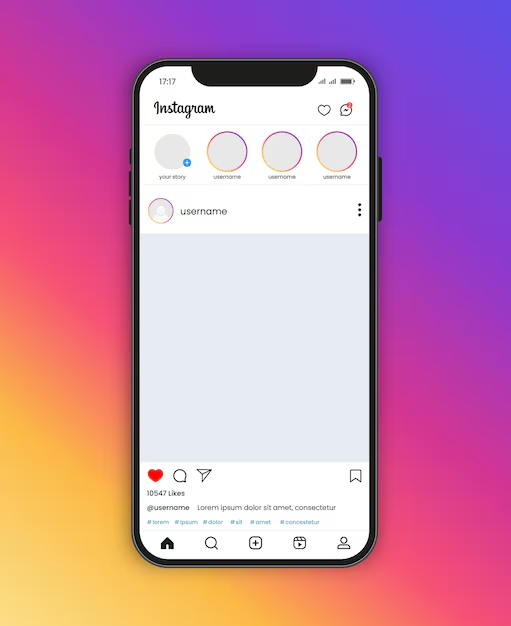 17:17
Instagram
your story username username username
username
10547 Likes
@username Lorem ipsum dolor sit amet, consectetur
#lorem #ipsum #dolor #sit #amet #concestetur